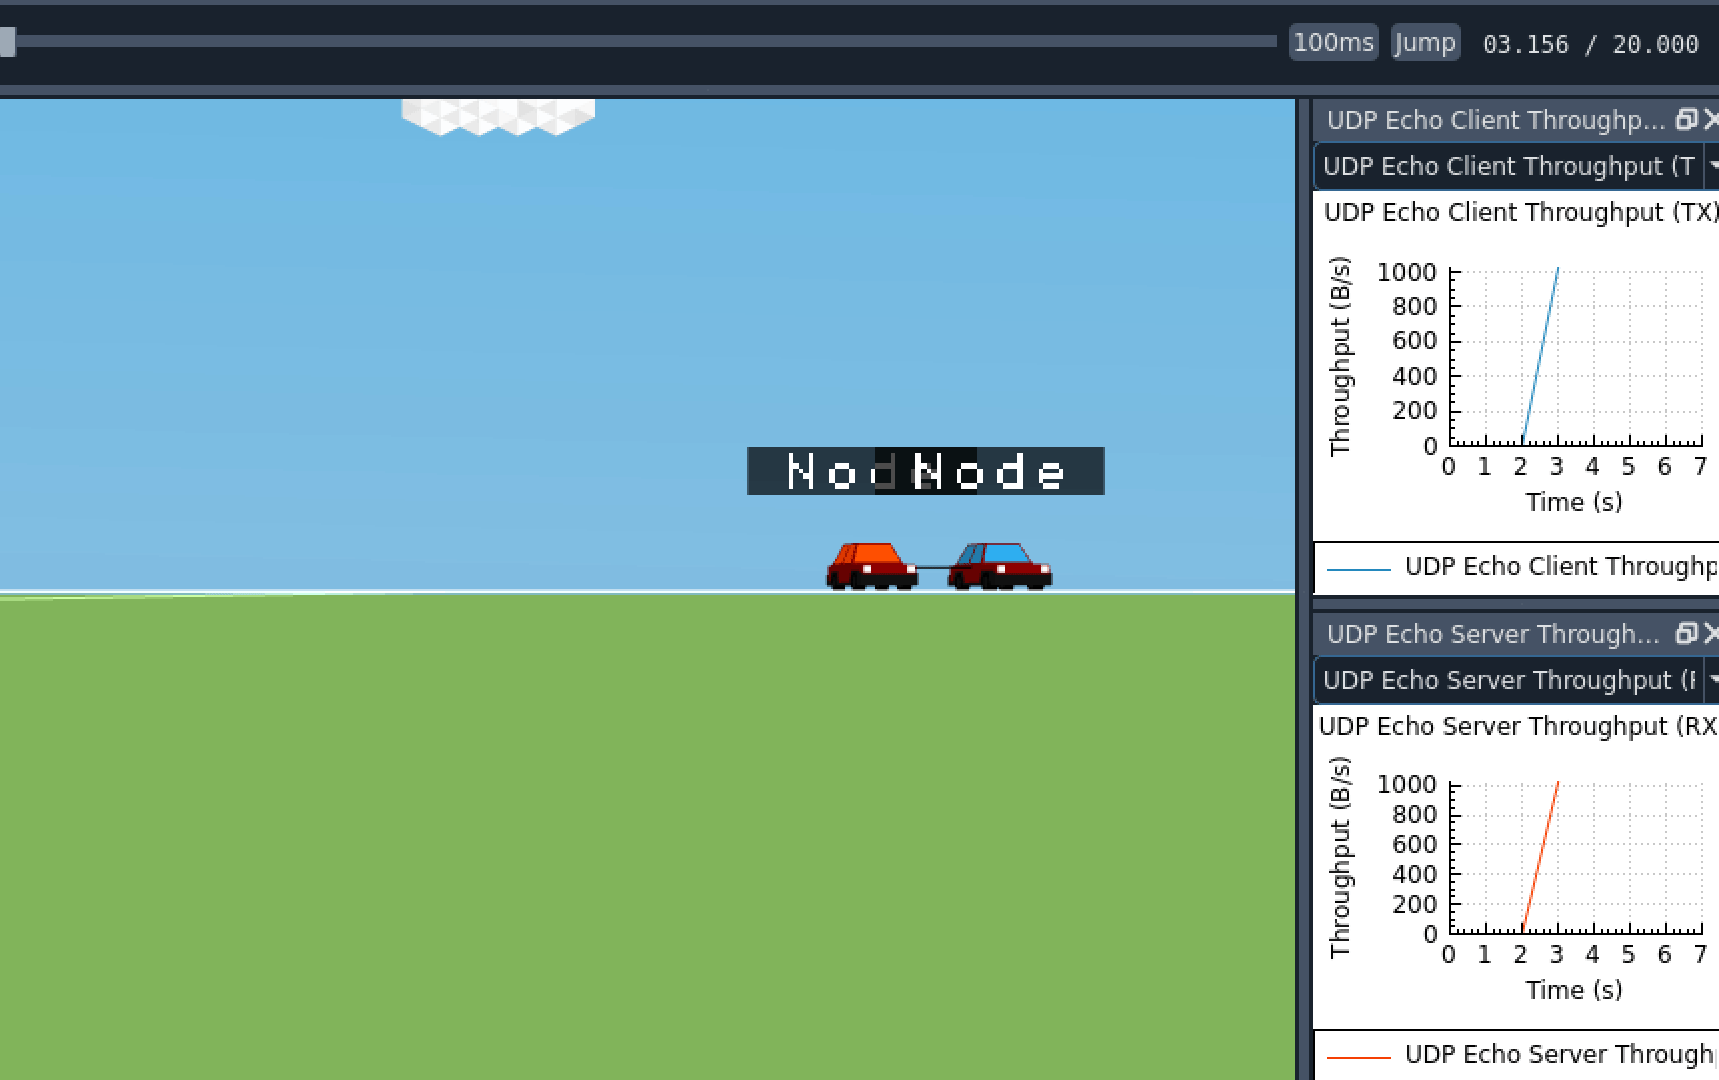 100ms Jump 03.156 / 20.000
UDP Echo Client Throughp...
UDP Echo Client Throughput (T
UDP Echo Client Throughput (TX)
Throughput (B/s)
1000
800
600
400
200
0
0 1 2 3 4 5 6 7
Time (s)
UDP Echo Client Throughp
Node Node
UDP Echo Server Through...
UDP Echo Server Throughput (R
UDP Echo Server Throughput (RX
Throughput (B/s)
1000
800
600
400
200
0
0 1 2 3 4 5 6 7
Time (s)
UDP Echo Server Through